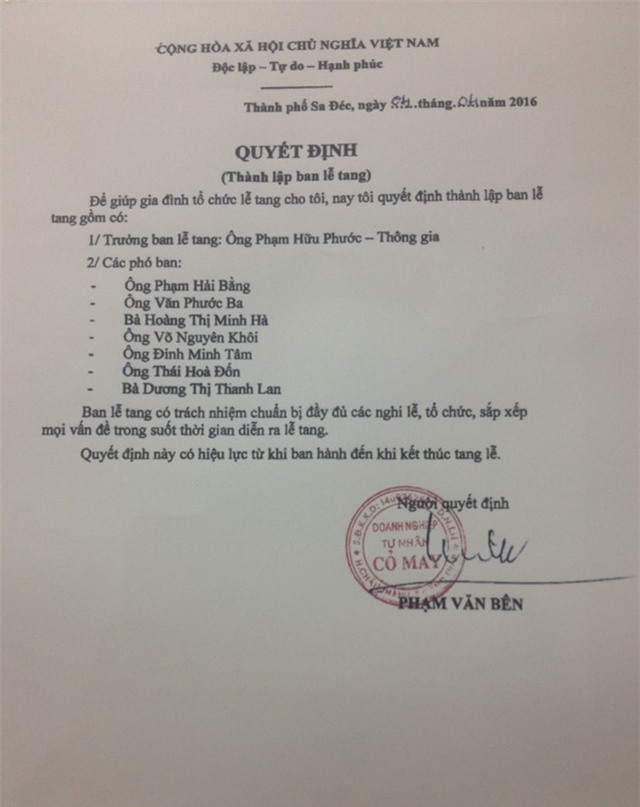 CỘNG HÒA XÃ HỘI CHỦ NGHĨA VIỆT NAM
Độc lập – Tự do – Hạnh phúc
Thành phố Sa Đéc, ngày .tháng. năm 2016
QUYẾT ĐỊNH
(Thành lập ban lễ tang)
Để giúp gia đình tổ chức lễ tang cho tôi, nay tôi quyết định thành lập ban lễ
tang gồm có:
1/ Trưởng ban lễ tang: Ông Phạm Hữu Phước – Thông gia
2/ Các phó ban:
- Ông Phạm Hải Bằng
- Ông Văn Phước Ba
- Bà Hoàng Thị Minh Hà
- Ông Võ Nguyên Khôi
- Ông Đinh Minh Tâm
- Ông Thái Hoà Đốn
- Bà Dương Thị Thanh Lan
Ban lễ tang có trách nhiệm chuẩn bị đầy đủ các nghi lễ, tổ chức, sắp xếp
mọi vấn đề trong suốt thời gian diễn ra lễ tang.
Quyết định này có hiệu lực từ khi ban hành đến khi kết thúc tang lễ.
Người quyết định
DOANH NGHIỆP
TƯ NHÂN
CỎ MAY
PHẠM VĂN BÊN